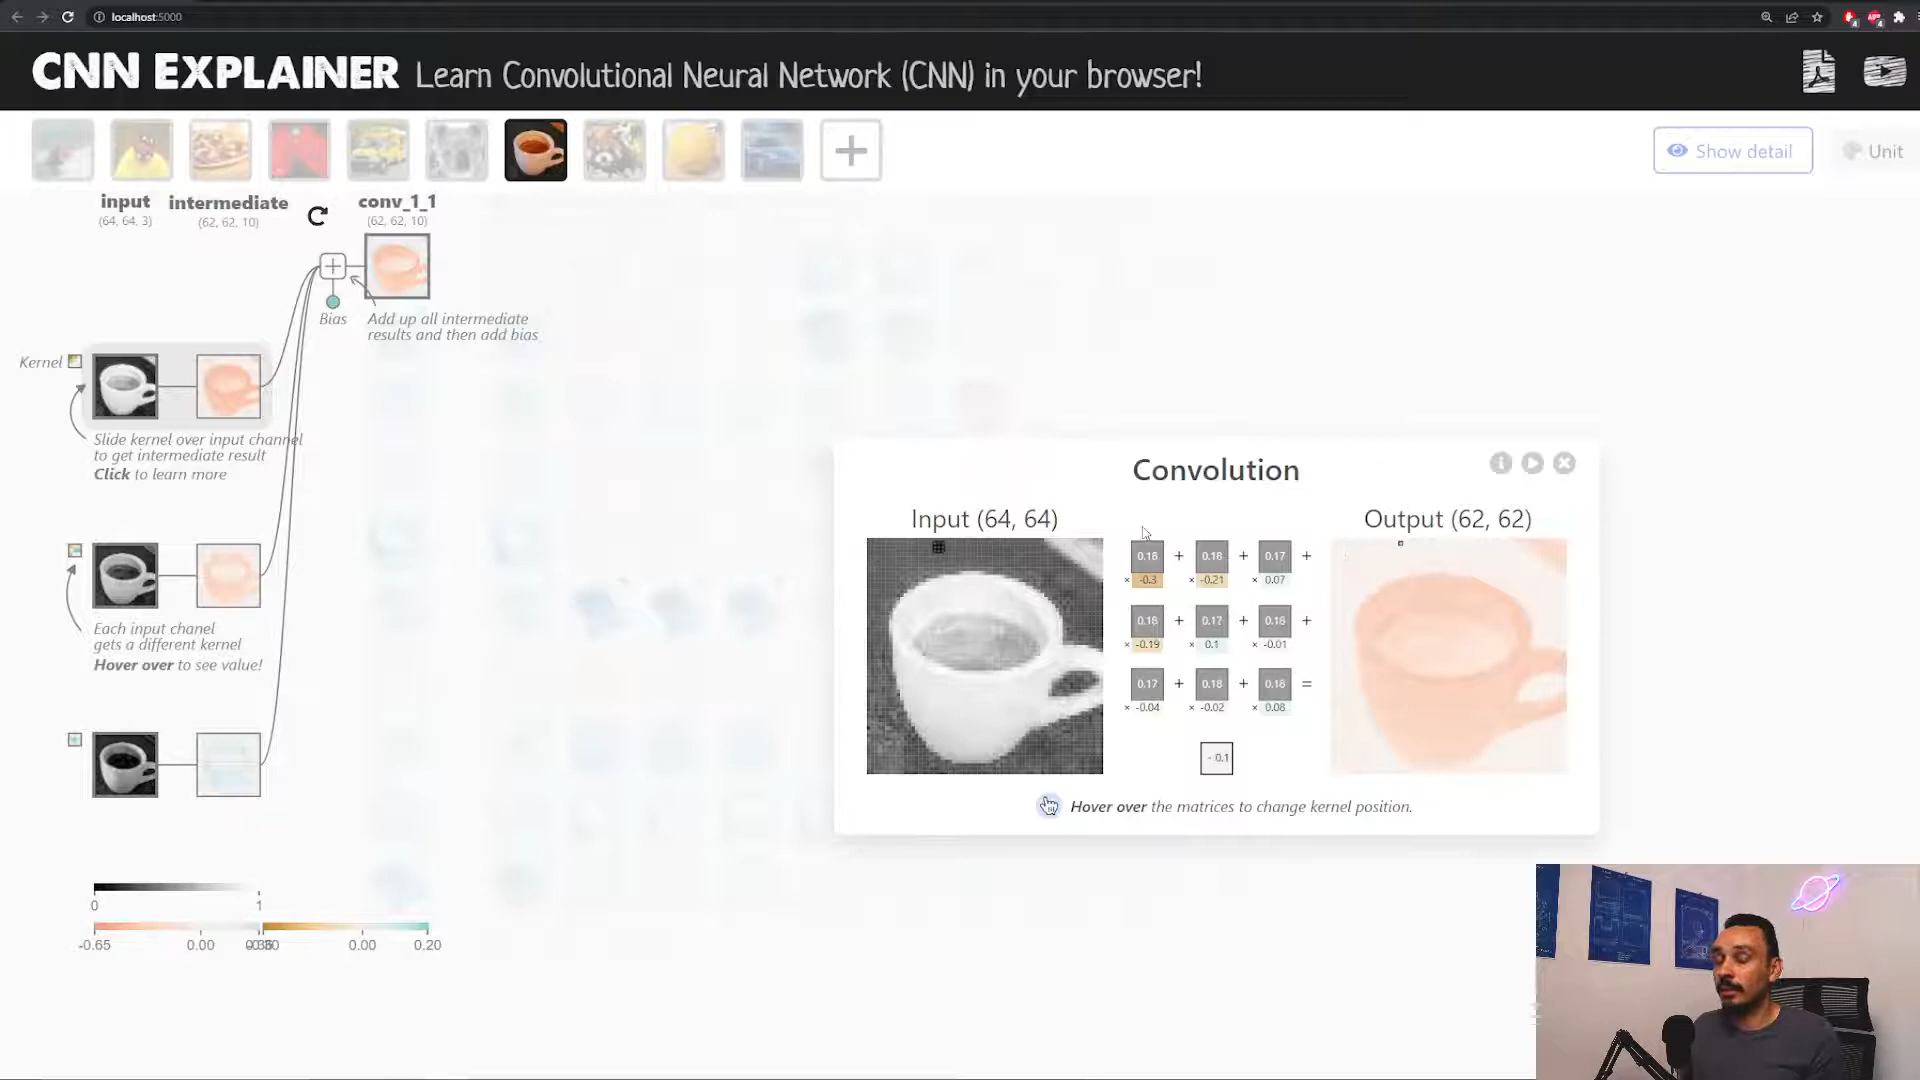 localhost:5000
CNN EXPLAINER Learn Convolutional Neural Network (CNN) in your browser!
Show detail
Unit
input intermediate conv_1_1
(64, 64, 3) (62, 62, 10) (62, 62, 10)
Bias
Add up all intermediate
results and then add bias
Kernel
Slide kernel over input channel
to get intermediate result
Click to learn more
Each input chanel
gets a different kernel
Hover over to see value!
0 1
-0.65 0.00 0.00 0.20
Convolution
Input (64, 64)
Output (62, 62)
0.18 + 0.18 + 0.17 +
× -0.3 × -0.21 × 0.07
0.18 + 0.17 + 0.18 +
× -0.19 × 0.1 × -0.01
0.17 + 0.18 + 0.18 =
× -0.04 × -0.02 × 0.08
- 0.1
Hover over the matrices to change kernel position.